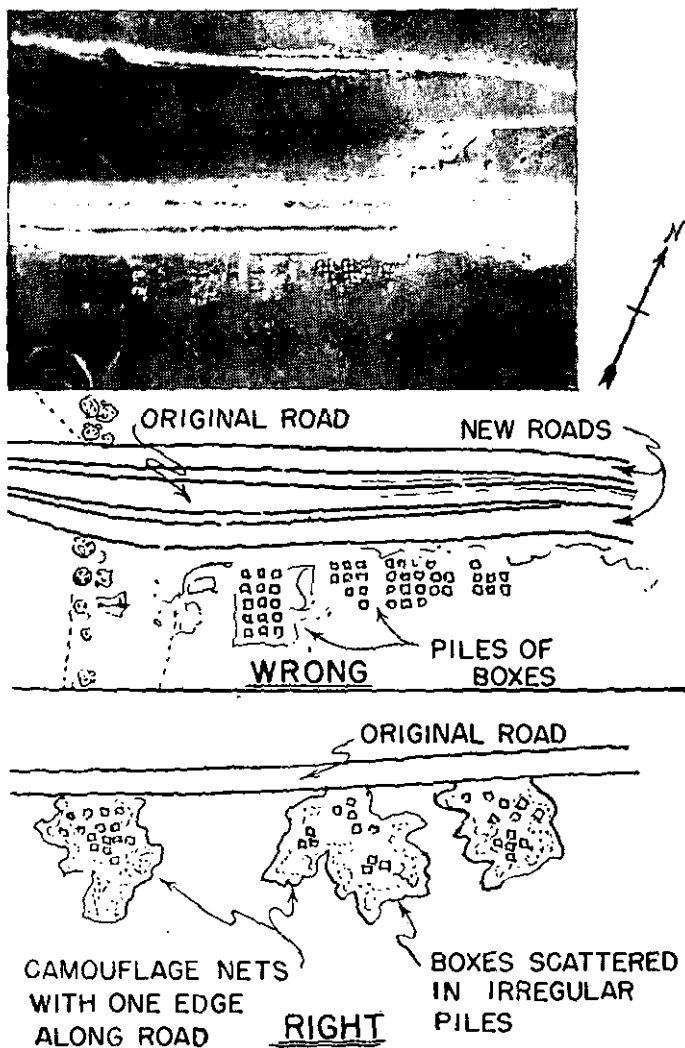 N
ORIGINAL ROAD
NEW ROADS
PILES OF
BOXES
WRONG
ORIGINAL ROAD
CAMOUFLAGE NETS
WITH ONE EDGE
ALONG ROAD
BOXES SCATTERED
IN IRREGULAR
PILES
RIGHT